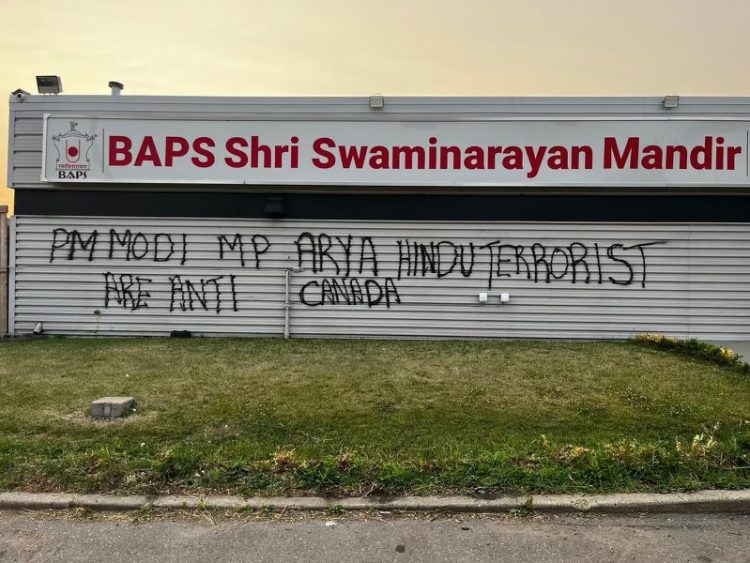 BAPS Shri Swaminarayan Mandir
BAPS
PM MODI MP ARYA HINDU TERRORIST
ARE ANTI CANADA